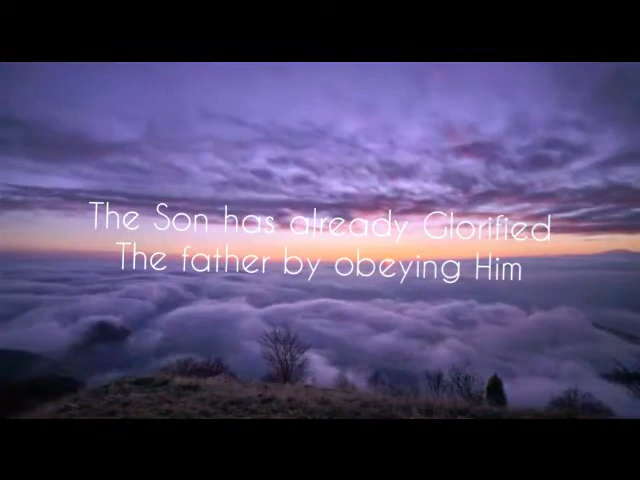 The Son has already Glorified
The father by obeying Him